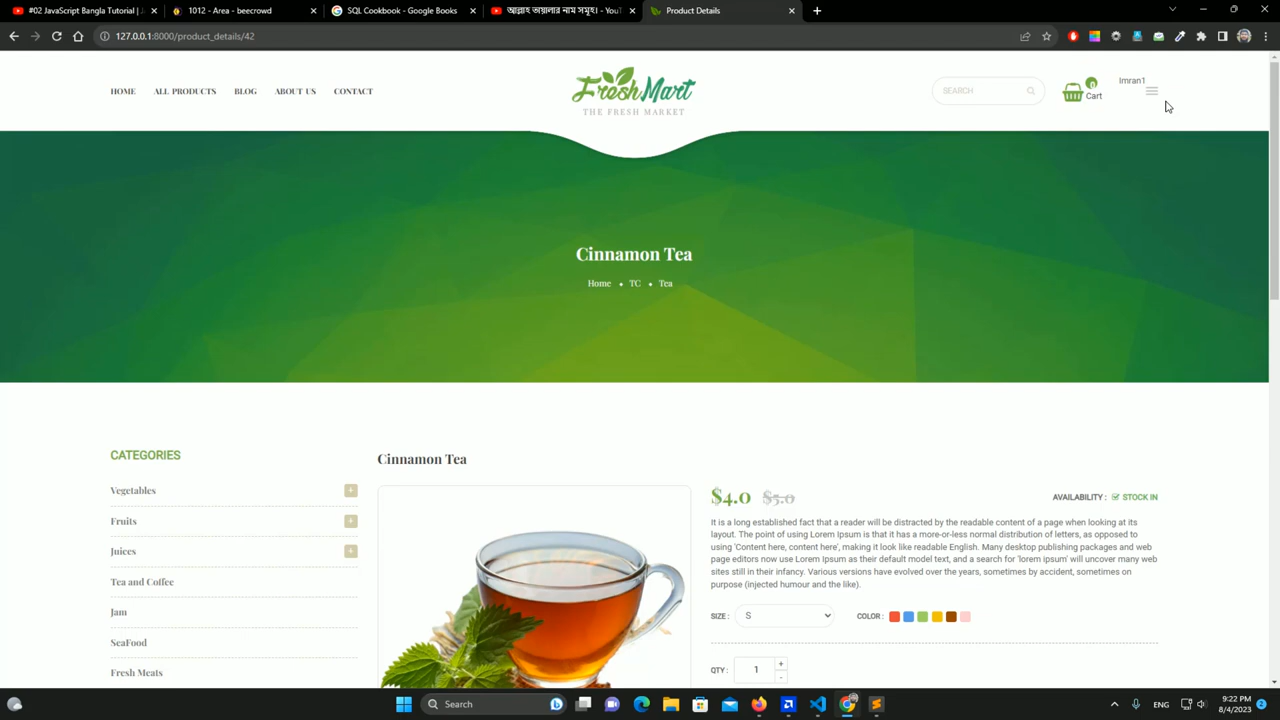 #02 JavaScript Bangla Tutorial (J
1012 - Area - beecrowd
SQL Cookbook - Google Books
আল্লাহ তায়ালার নাম সমূহ। - YouT
Product Details
127.0.0.1:8000/product_details/42
HOME
ALL PRODUCTS
BLOG
ABOUT US
CONTACT
FreshMart
THE FRESH MARKET
SEARCH
0
Cart
Imran1
Cinnamon Tea
Home
TC
Tea
CATEGORIES
Vegetables
Fruits
Juices
Tea and Coffee
Jam
SeaFood
Fresh Meats
Cinnamon Tea
$4.0 $5.0
AVAILABILITY : STOCK IN
It is a long established fact that a reader will be distracted by the readable content of a page when looking at its
layout. The point of using Lorem Ipsum is that it has a more-or-less normal distribution of letters, as opposed to
using 'Content here, content here', making it look like readable English. Many desktop publishing packages and web
page editors now use Lorem Ipsum as their default model text, and a search for 'lorem ipsum' will uncover many web
sites still in their infancy. Various versions have evolved over the years, sometimes by accident, sometimes on
purpose (injected humour and the like).
SIZE : S
COLOR :
QTY : 1
Search
ENG
9:22 PM
8/4/2023
2